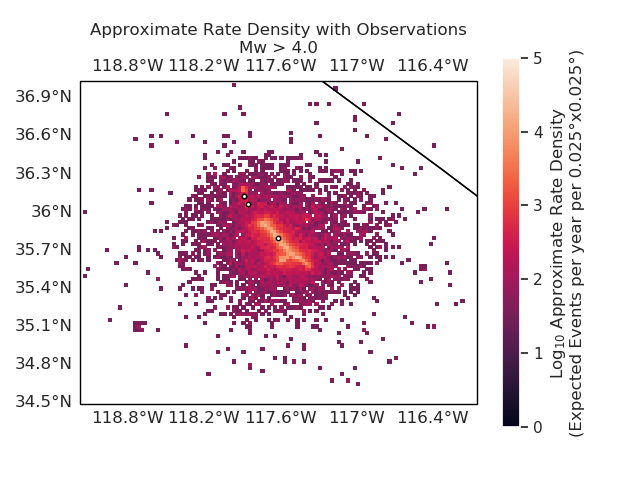 Approximate Rate Density with Observations
Mw > 4.0
118.8°W 118.2°W 117.6°W 117°W 116.4°W
36.9°N
36.6°N
36.3°N
36°N
35.7°N
35.4°N
35.1°N
34.8°N
34.5°N
118.8°W 118.2°W 117.6°W 117°W 116.4°W
5
4
3
2
1
0
Log₁₀ Approximate Rate Density
(Expected Events per year per 0.025°x0.025°)